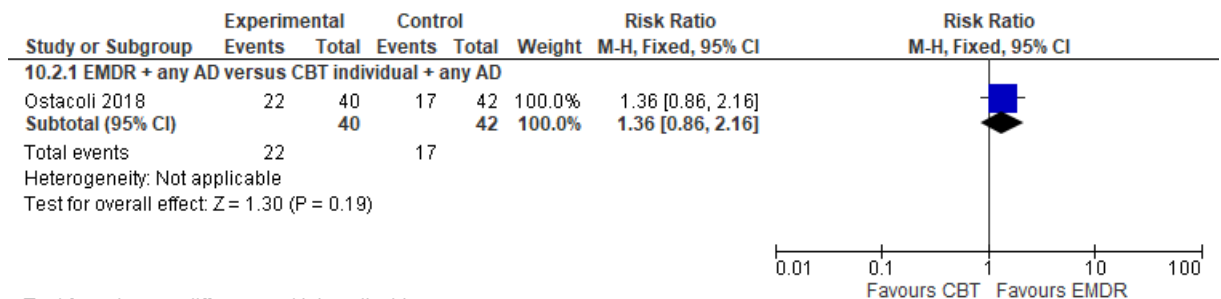 Experimental Control Risk Ratio Risk Ratio
Study or Subgroup Events Total Events Total Weight M-H, Fixed, 95% CI M-H, Fixed, 95% CI
10.2.1 EMDR + any AD versus CBT individual + any AD
Ostacoli 2018 22 40 17 42 100.0% 1.36 [0.86, 2.16]
Subtotal (95% CI) 40 42 100.0% 1.36 [0.86, 2.16]
Total events 22 17
Heterogeneity: Not applicable
Test for overall effect: Z = 1.30 (P = 0.19)
0.01 0.1 1 10 100
Favours CBT Favours EMDR